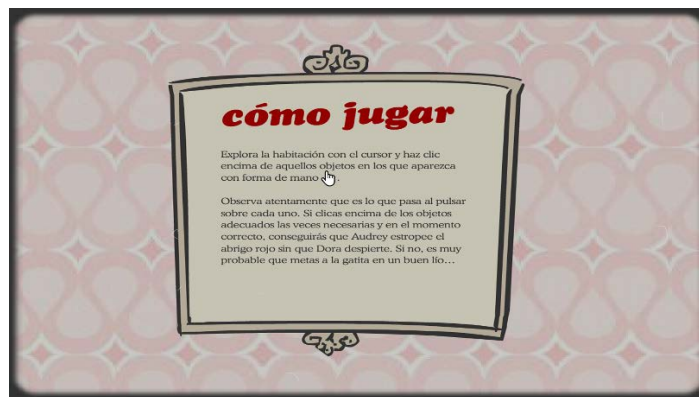 cómo jugar
Explora la habitación con el cursor y haz clic
encima de aquellos objetos en los que aparezca
con forma de mano .
Observa atentamente que es lo que pasa al pulsar
sobre cada uno. Si clicas encima de los objetos
adecuados las veces necesarias y en el momento
correcto, conseguirás que Audrey estropee el
abrigo rojo sin que Dora despierte. Si no, es muy
probable que metas a la gatita en un buen lío...